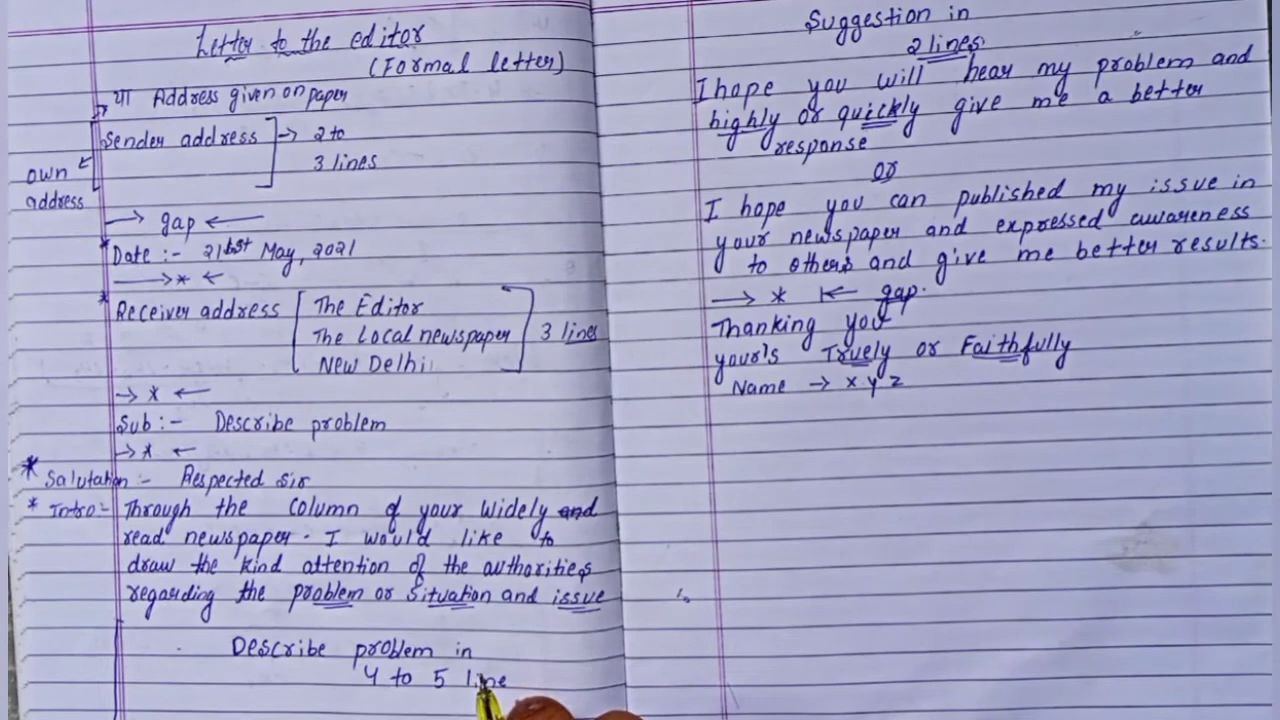 Letter to the editor
(Formal letter)
या Address given on paper
Sender address → 2 to
3 lines
own
address
→ gap ←
* Date :- 21st May, 2021
→ * ←
* Receiver address [ The Editor
The Local newspaper ] 3 lines
New Delhi
→ * ←
Sub :- Describe problem
→ * ←
* Salutation :- Respected Sir
* Intro :- Through the column of your widely and
read newspaper. I would like to
draw the kind attention of the authorities
regarding the problem or situation and issue
Describe problem in
4 to 5 line
Suggestion in
2 lines.
I hope you will hear my problem and
highly or quickly give me a better
response
or
I hope you can published my issue in
your newspaper and expressed awareness
to others and give me better results.
→ * ← gap.
Thanking you
your's Truely or Faithfully
Name → x y z